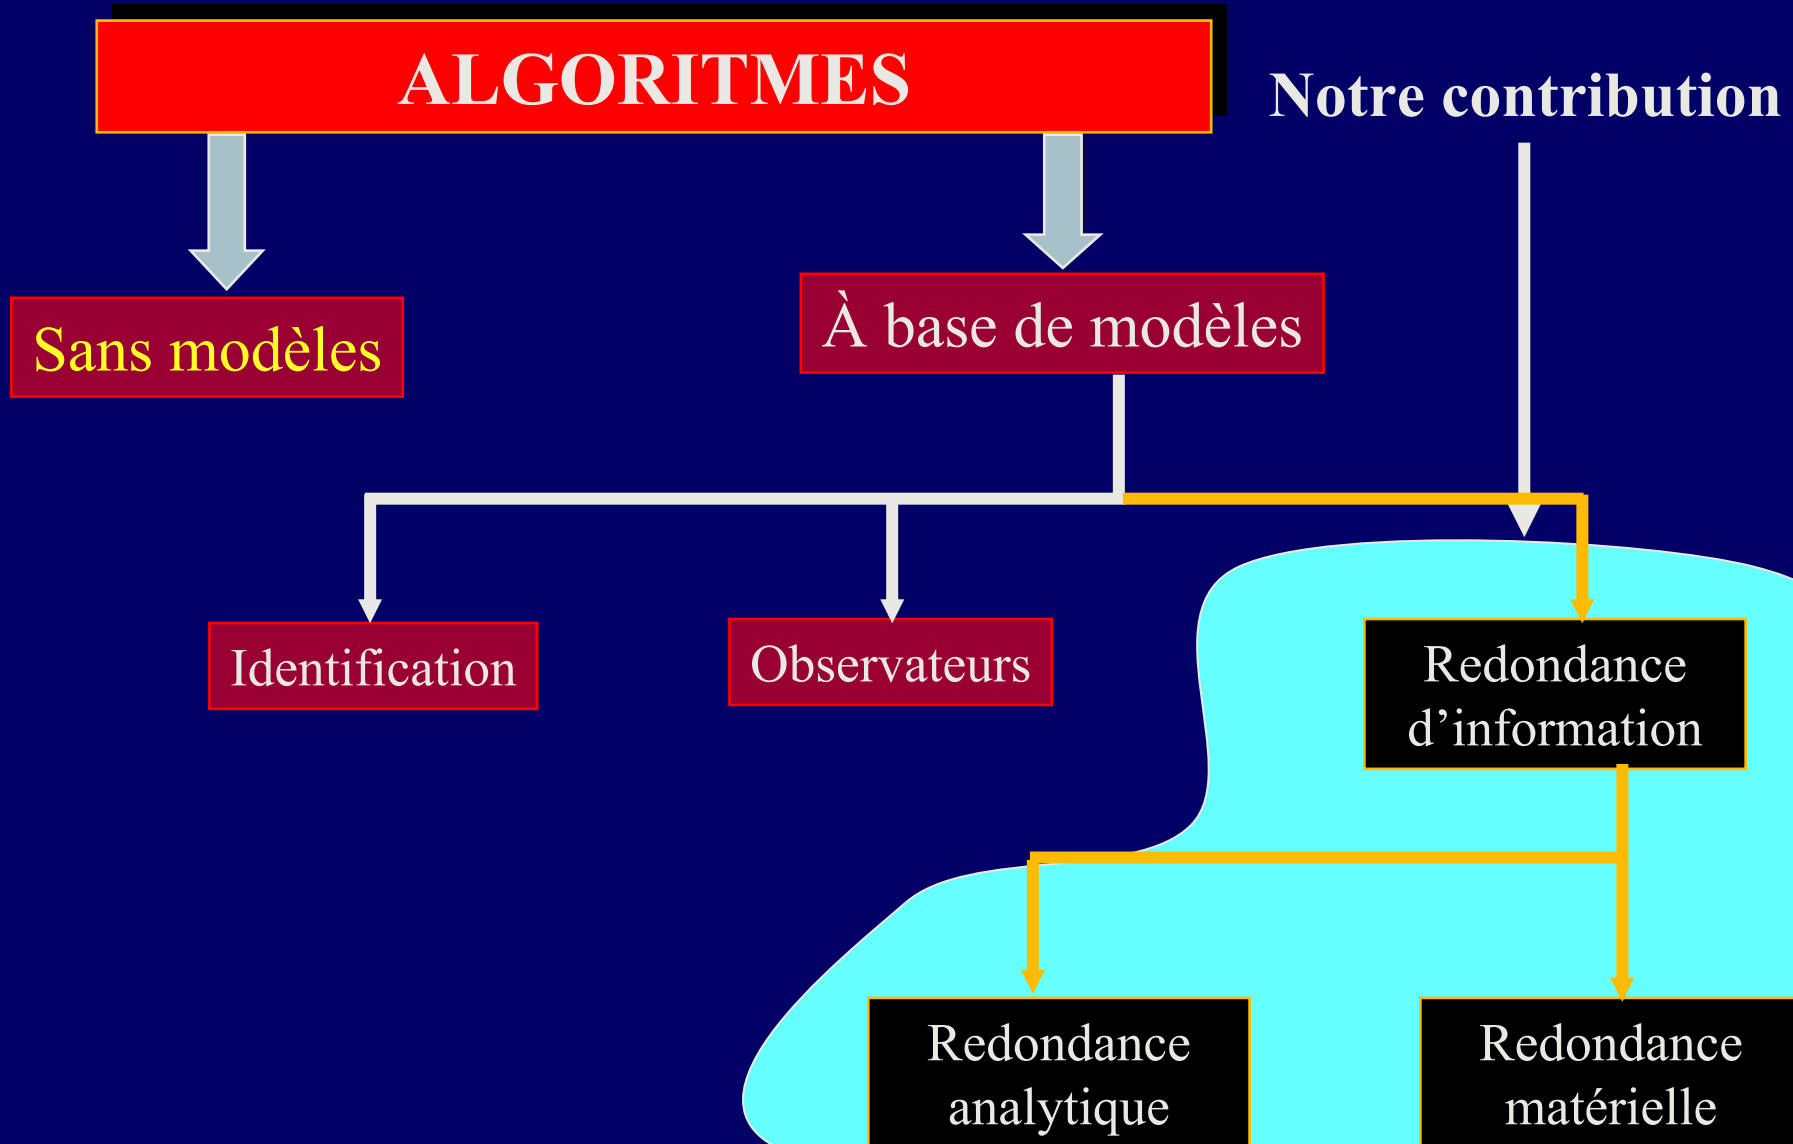 ALGORITMES
Notre contribution
Sans modèles
À base de modèles
Identification
Observateurs
Redondance
d’information
Redondance
analytique
Redondance
matérielle